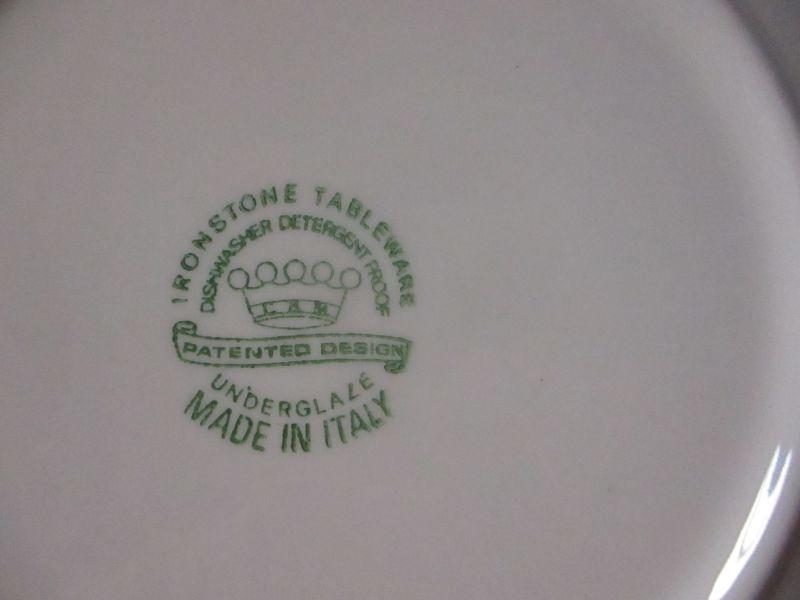 IRONSTONE TABLEWARE
DISHWASHER DETERGENT PROOF
PATENTED DESIGN
UNDERGLAZE
MADE IN ITALY